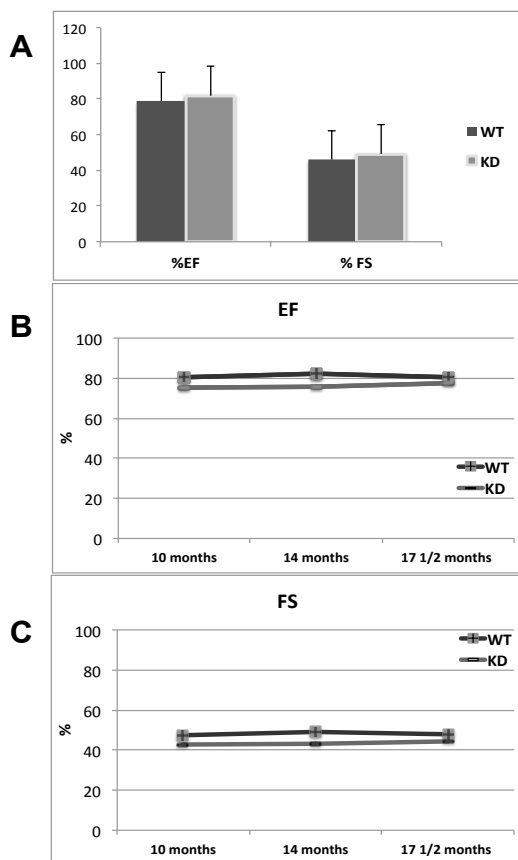 A
120
100
80
60
40
20
0
%EF
% FS
WT
KD
B
EF
100
80
60
40
20
0
%
10 months
14 months
17 1/2 months
WT
KD
C
FS
100
80
60
40
20
0
%
10 months
14 months
17 1/2 months
WT
KD